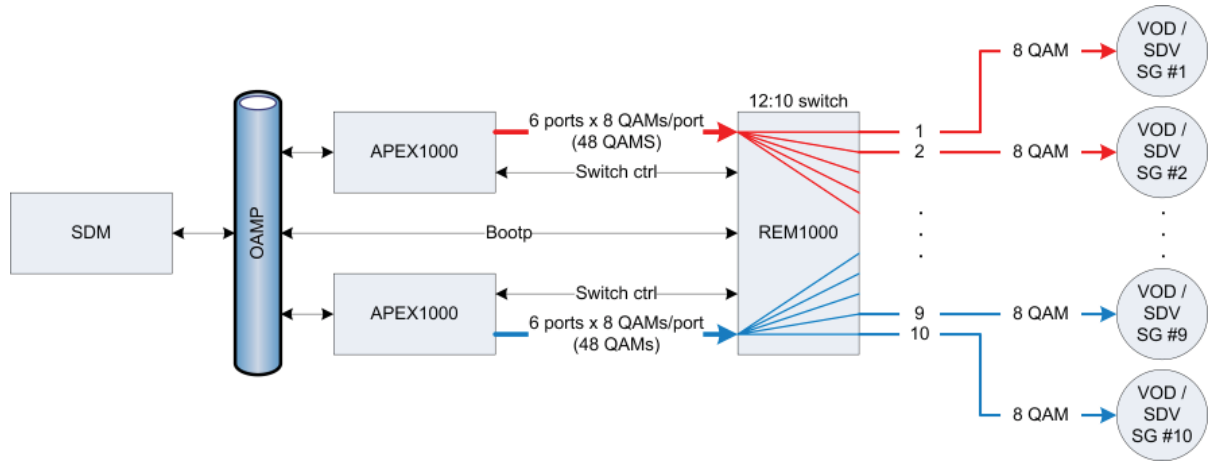 VOD /
SDV
SG #1
8 QAM
12:10 switch
6 ports x 8 QAMs/port
(48 QAMS)
1
APEX1000
2
8 QAM
VOD /
SDV
SG #2
Switch ctrl
SDM
OAMP
Bootp
REM1000
Switch ctrl
APEX1000
6 ports x 8 QAMs/port
(48 QAMs)
9
8 QAM
VOD /
SDV
SG #9
10
8 QAM
VOD /
SDV
SG #10